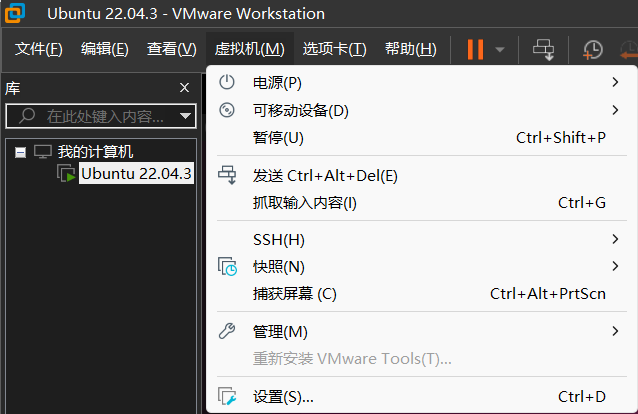 Ubuntu 22.04.3 - VMware Workstation
文件(F) 编辑(E) 查看(V) 虚拟机(M) 选项卡(T) 帮助(H)
库
在此处键入内容...
我的计算机
Ubuntu 22.04.3
电源(P)
可移动设备(D)
暂停(U) Ctrl+Shift+P
发送 Ctrl+Alt+Del(E)
抓取输入内容(I) Ctrl+G
SSH(H)
快照(N)
捕获屏幕 (C) Ctrl+Alt+PrtScn
管理(M)
重新安装 VMware Tools(T)...
设置(S)... Ctrl+D